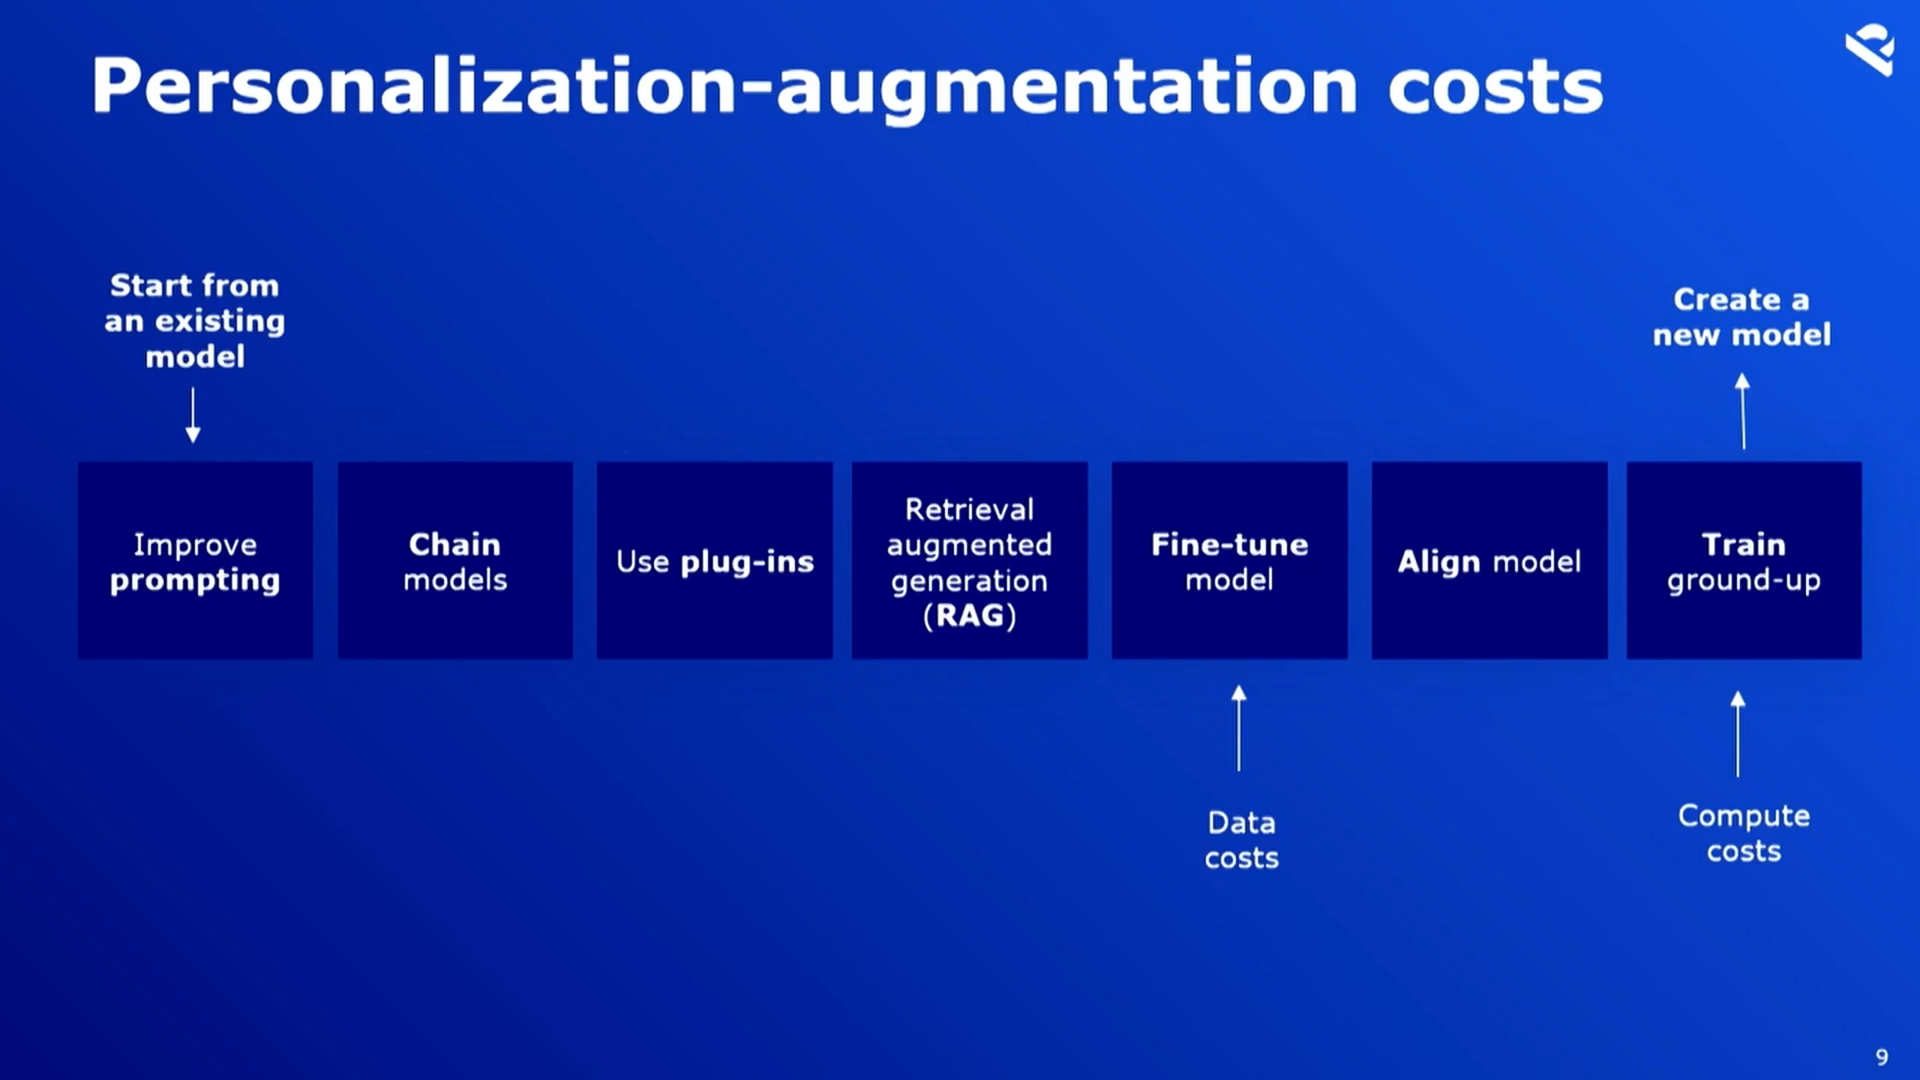 Personalization-augmentation costs
Start from
an existing
model
Create a
new model
Improve
prompting
Chain
models
Use plug-ins
Retrieval
augmented
generation
(RAG)
Fine-tune
model
Align model
Train
ground-up
Data
costs
Compute
costs
9